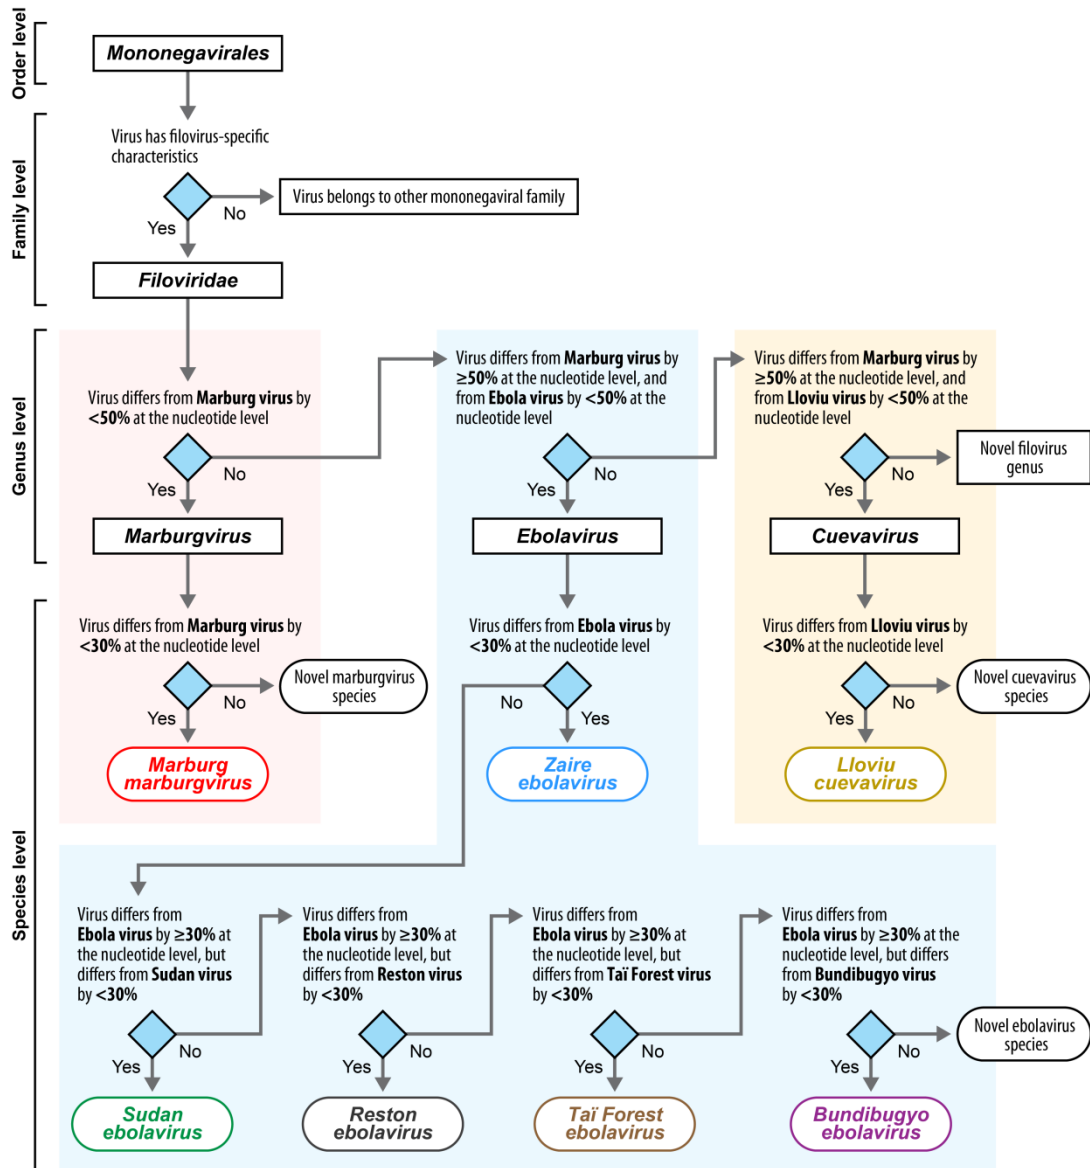 Order level
Mononegavirales
Family level
Virus has filovirus-specific
characteristics
No
Virus belongs to other mononegaviral family
Yes
Filoviridae
Genus level
Virus differs from Marburg virus by
<50% at the nucleotide level
No
Yes
Marburgvirus
Virus differs from Marburg virus by
≥50% at the nucleotide level, and
from Ebola virus by <50% at the
nucleotide level
No
Yes
Ebolavirus
Virus differs from Marburg virus by
≥50% at the nucleotide level, and
from Lloviu virus by <50% at the
nucleotide level
No
Novel filovirus
genus
Yes
Cuevavirus
Species level
Virus differs from Marburg virus by
<30% at the nucleotide level
No
Novel marburgvirus
species
Yes
Marburg
marburgvirus
Virus differs from Ebola virus by
<30% at the nucleotide level
No
Yes
Zaire
ebolavirus
Virus differs from Lloviu virus by
<30% at the nucleotide level
No
Novel cuevavirus
species
Yes
Lloviu
cuevavirus
Virus differs from
Ebola virus by ≥30% at
the nucleotide level, but
differs from Sudan virus
by <30%
No
Yes
Sudan
ebolavirus
Virus differs from
Ebola virus by ≥30% at
the nucleotide level, but
differs from Reston virus
by <30%
No
Yes
Reston
ebolavirus
Virus differs from
Ebola virus by ≥30% at
the nucleotide level, but
differs from Taï Forest virus
by <30%
No
Yes
Taï Forest
ebolavirus
Virus differs from
Ebola virus by ≥30% at the
nucleotide level, but differs
from Bundibugyo virus
by <30%
No
Novel ebolavirus
species
Yes
Bundibugyo
ebolavirus